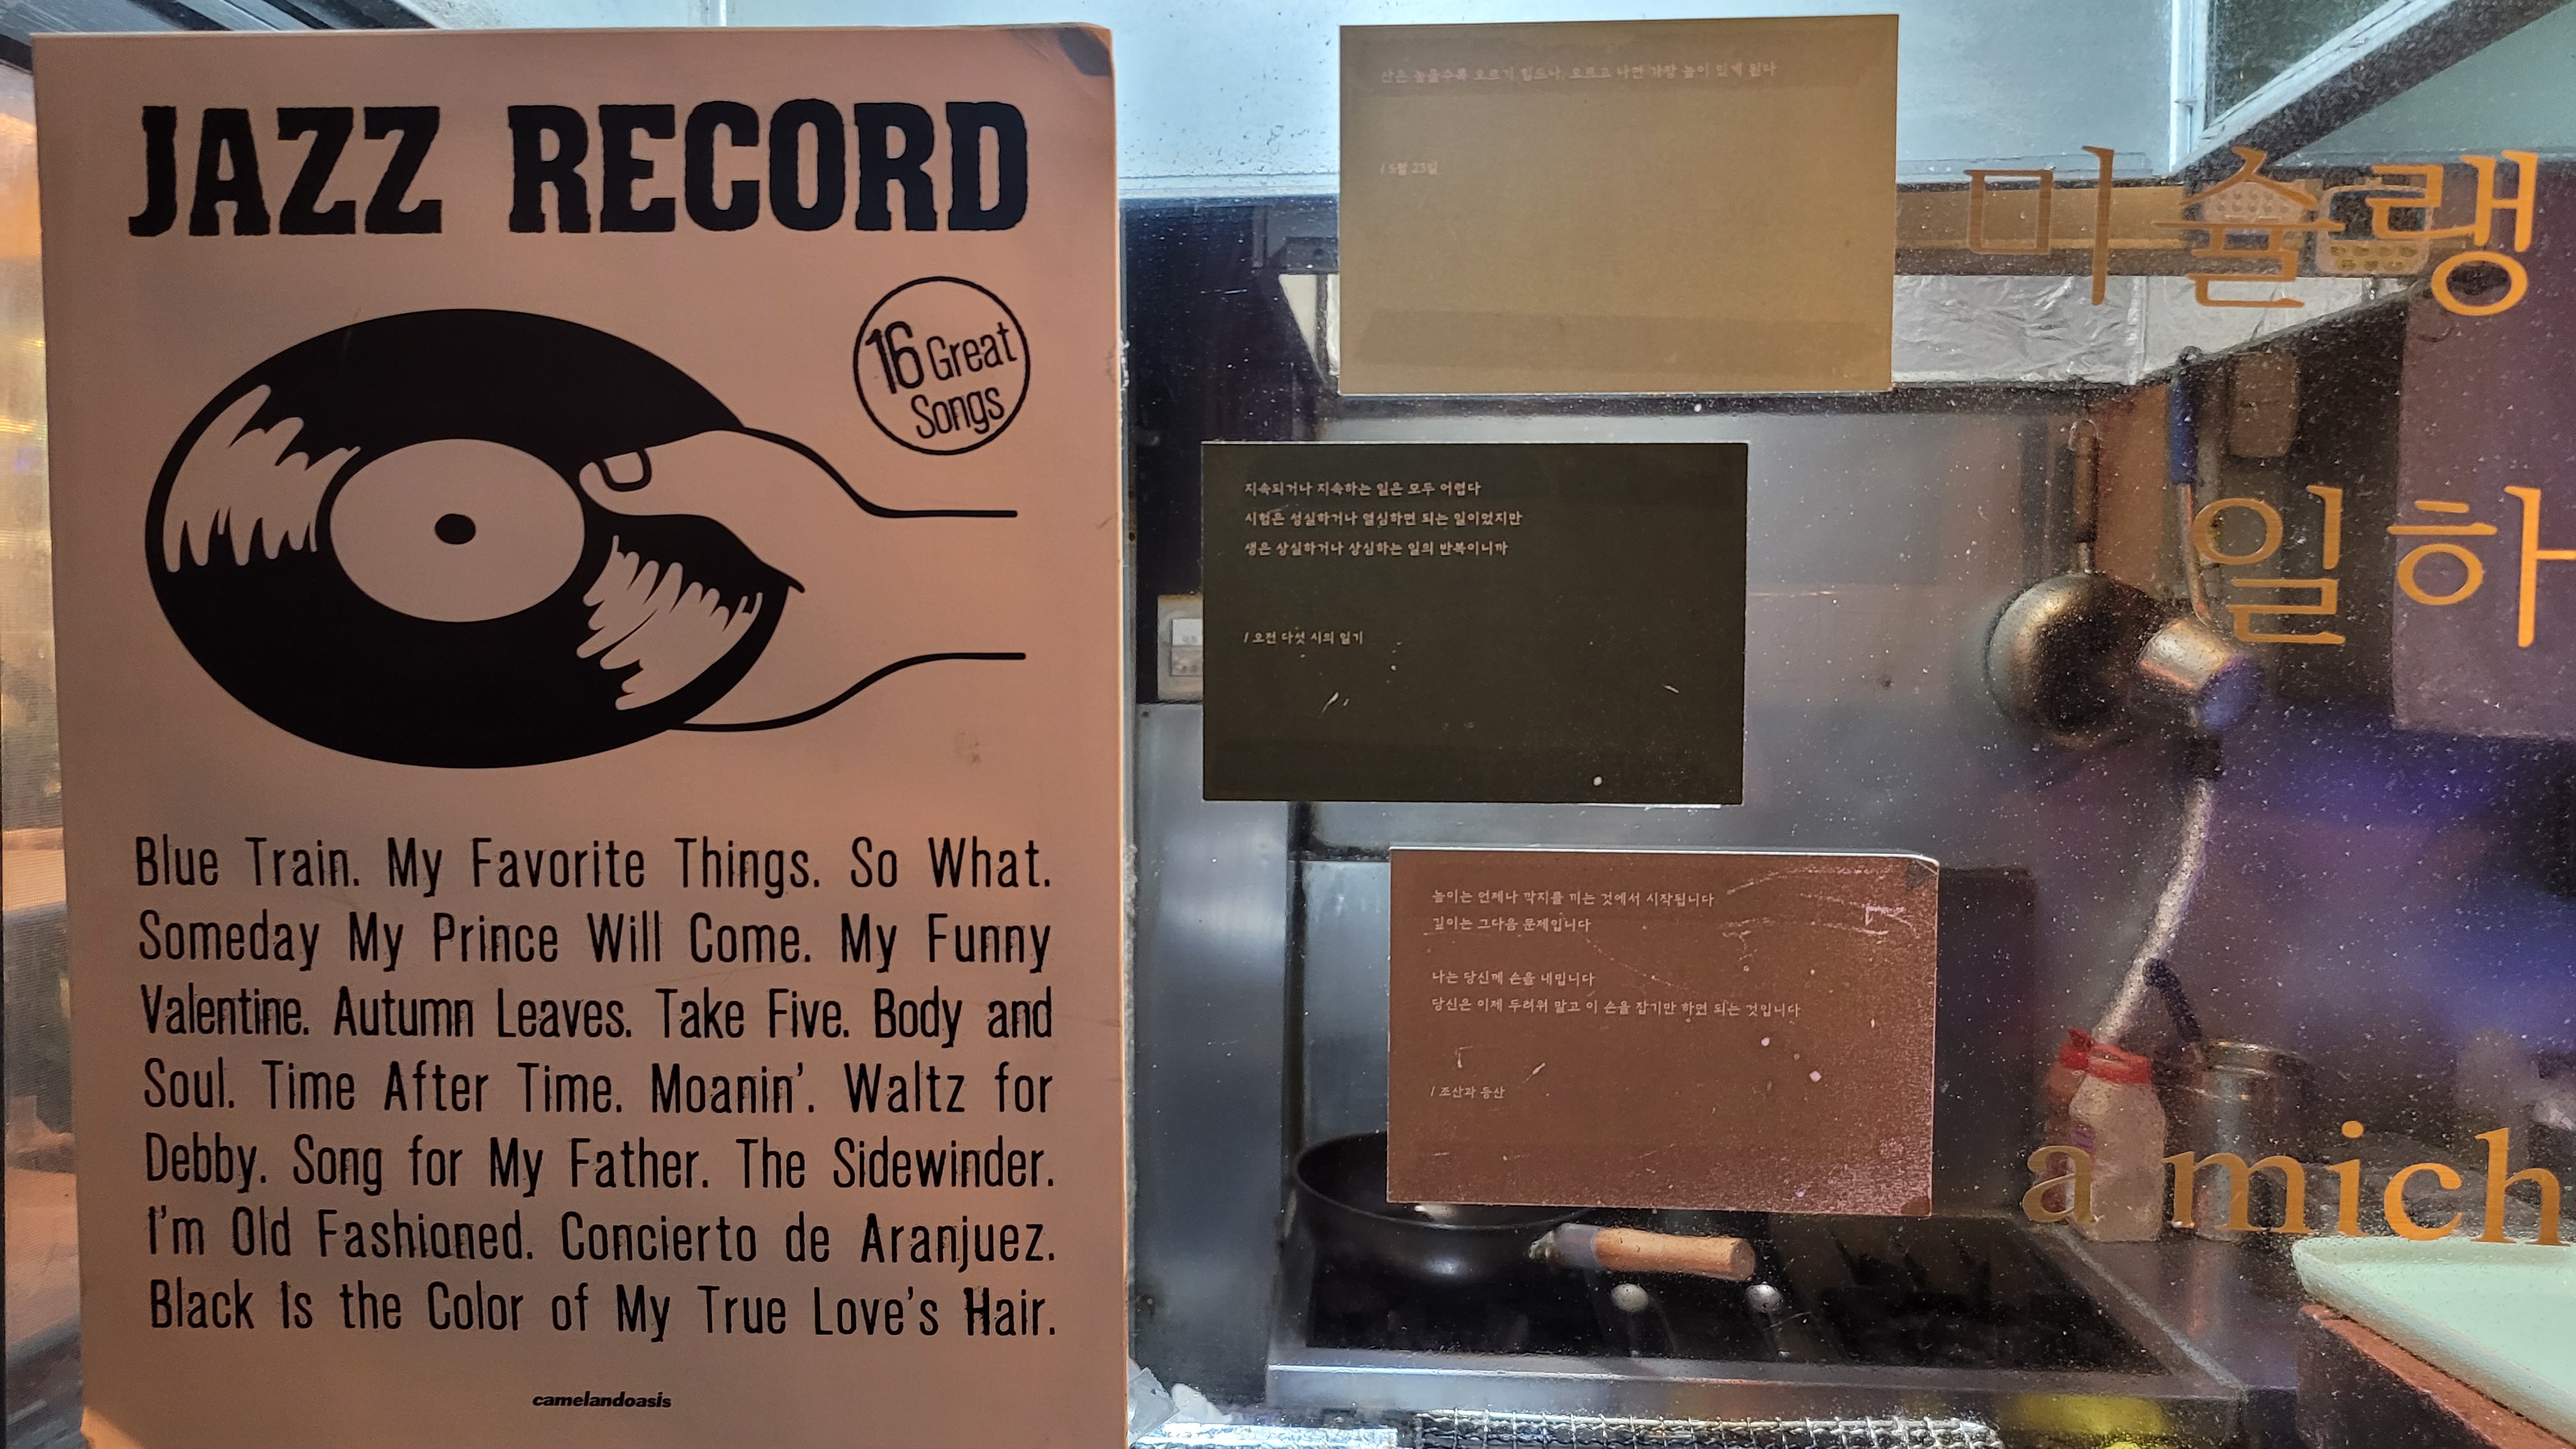 JAZZ RECORD
16 Great
Songs
Blue Train. My Favorite Things. So What.
Someday My Prince Will Come. My Funny
Valentine. Autumn Leaves. Take Five. Body and
Soul. Time After Time. Moanin'. Waltz for
Debby. Song for My Father. The Sidewinder.
I'm Old Fashioned. Concierto de Aranjuez.
Black Is the Color of My True Love's Hair.
camelandoasis
산은 높을수록 오르기 힘드나, 오르고 나면 가장 높이 있게 된다
/ 5월 23일
지속되거나 지속하는 일은 모두 어렵다
시험은 성실하거나 열심하면 되는 일이었지만
생은 상실하거나 상심하는 일의 반복이니까
/ 오전 다섯 시의 일기
높이는 언제나 깍지를 끼는 것에서 시작됩니다
깊이는 그다음 문제입니다
나는 당신께 손을 내밉니다
당신은 이제 두려워 말고 이 손을 잡기만 하면 되는 것입니다
/ 조산과 등산
미슐랭
일하
a mich